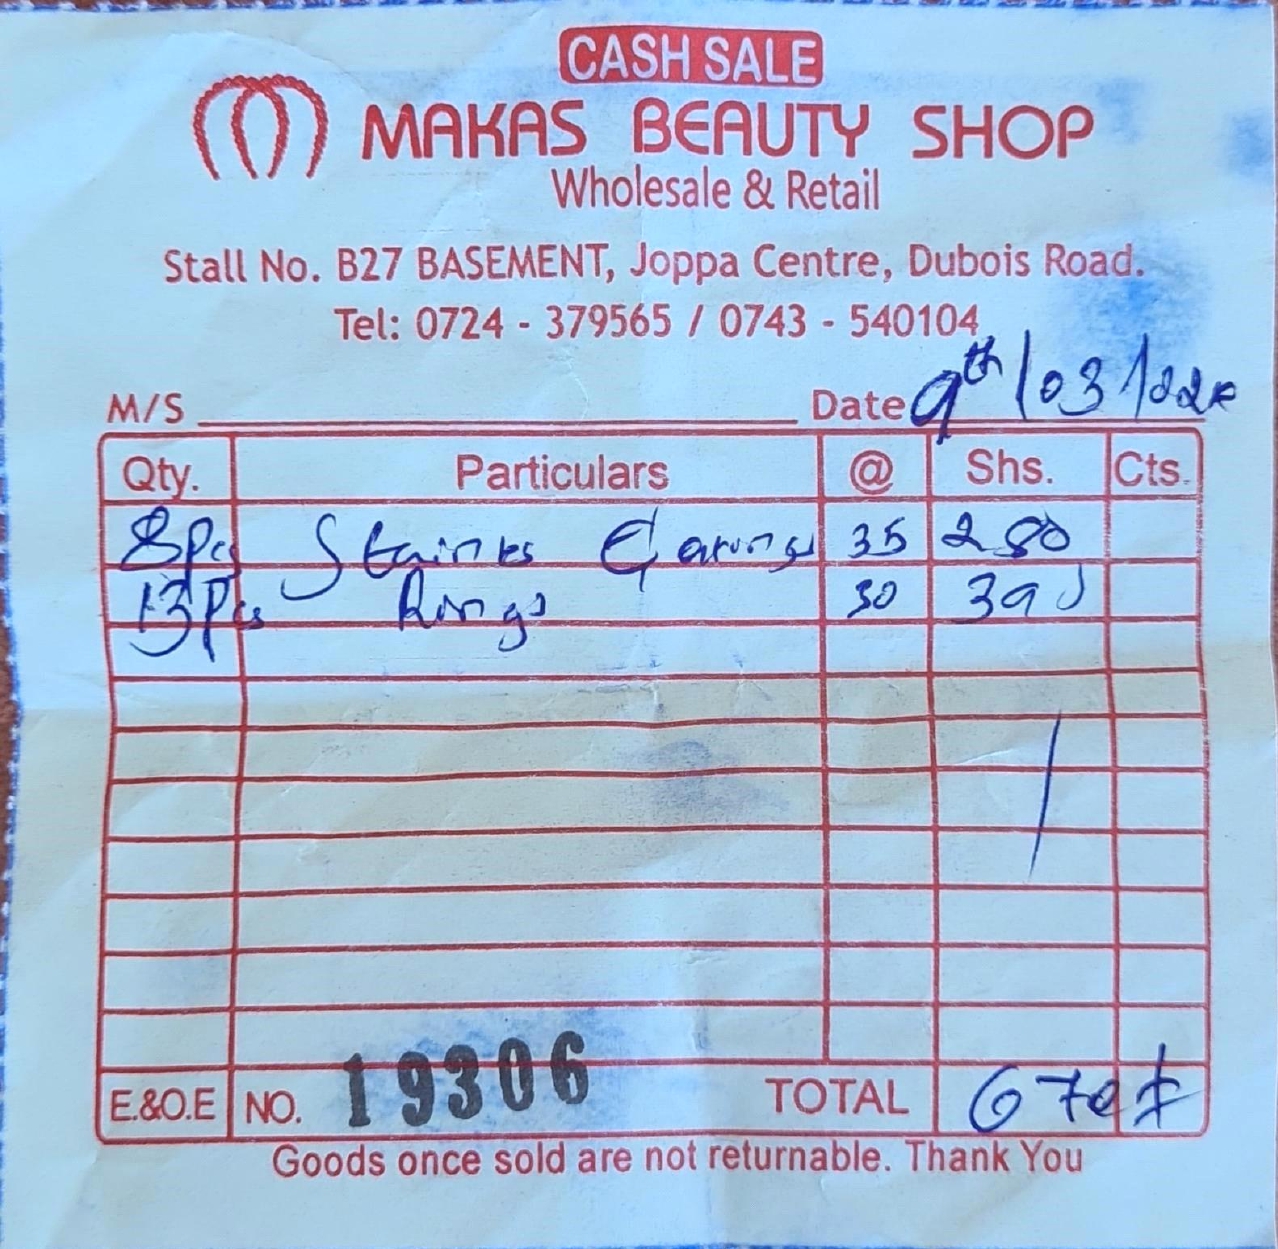 CASH SALE
MAKAS BEAUTY SHOP
Wholesale & Retail
Stall No. B27 BASEMENT, Joppa Centre, Dubois Road.
Tel: 0724 - 379565 / 0743 - 540104
M/S Date 9th/03/22
Qty. Particulars @ Shs. Cts.
8Pcs Stainles Earings 35 280
13Pcs Rings 30 390
E.&O.E NO. 19306 TOTAL 670
Goods once sold are not returnable. Thank You